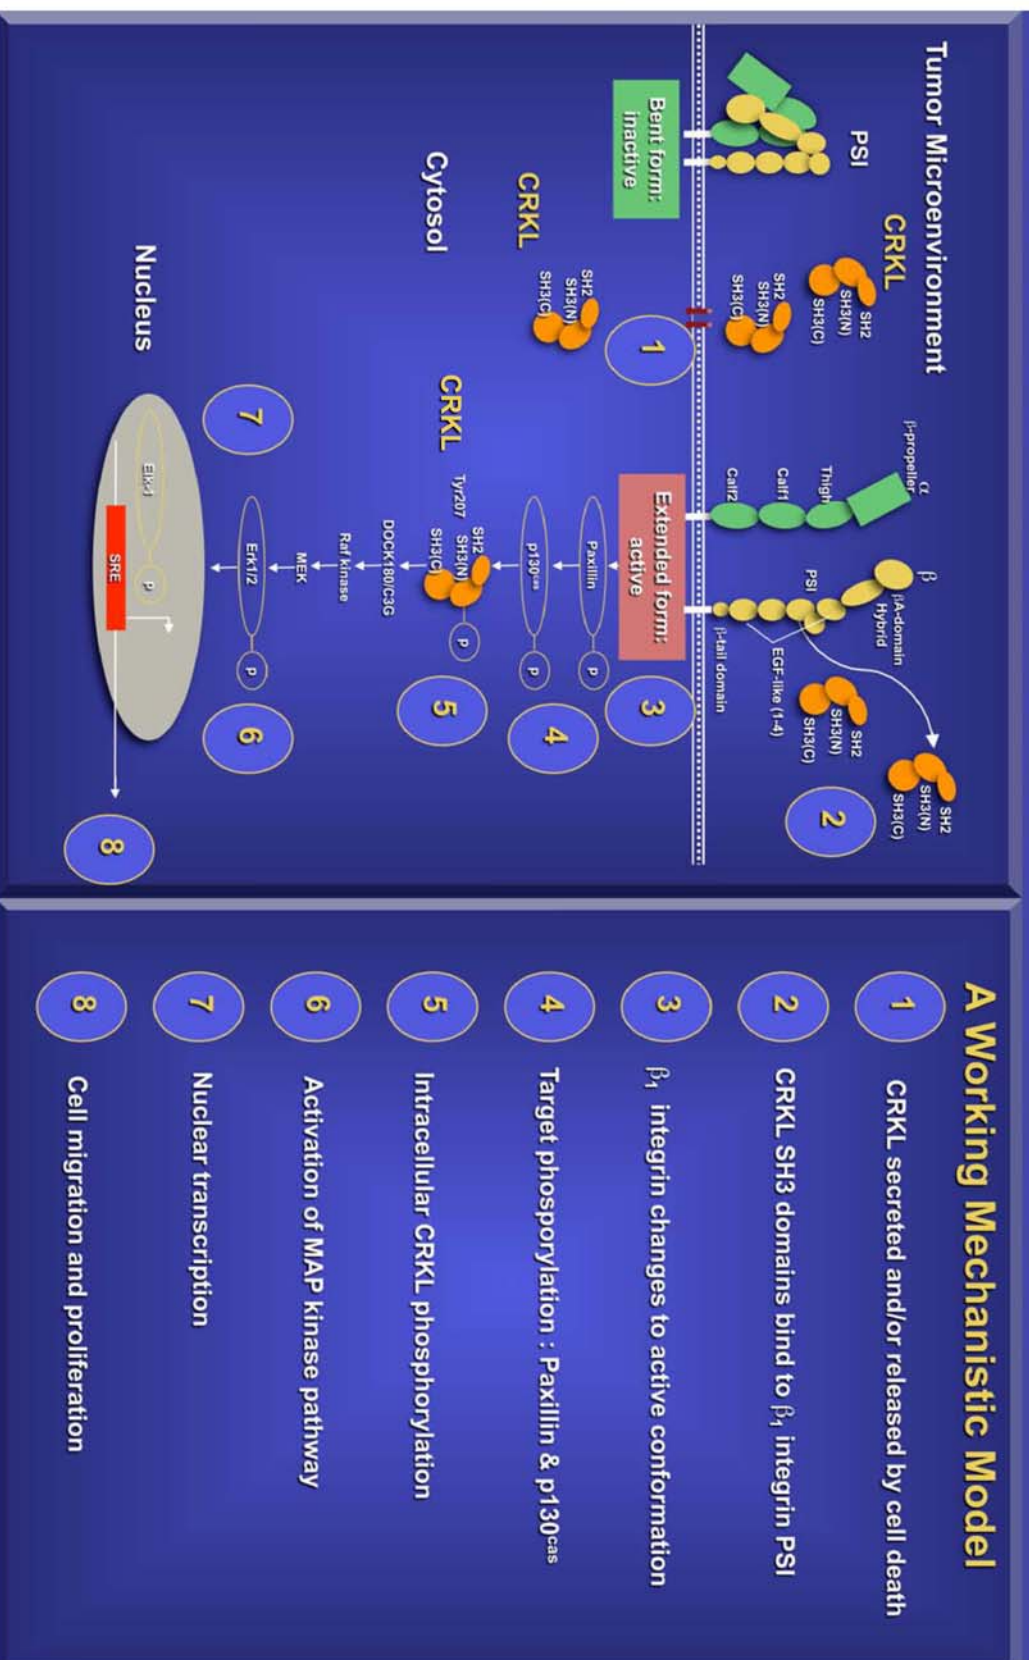 Tumor Microenvironment
PSI
CRKL
SH2
SH3(N)
SH3(C)
SH2
SH3(N)
SH3(C)
Bent form:
inactive
1
CRKL
SH2
SH3(N)
SH3(C)
Cytosol
α
β-propeller
Thigh
Calf1
Calf2
β
βA-domain
Hybrid
PSI
EGF-like (1-4)
β-tail domain
SH2
SH3(N)
SH3(C)
SH2
SH3(N)
SH3(C)
2
Extended form:
active
3
Paxillin
P
p130cas
P
4
CRKL
Tyr207
SH2
SH3(N)
SH3(C)
P
5
DOCK180/C3G
Raf kinase
MEK
Erk1/2
P
6
7
Nucleus
Elk-1
P
SRE
8
A Working Mechanistic Model
1 CRKL secreted and/or released by cell death
2 CRKL SH3 domains bind to β1 integrin PSI
3 β1 integrin changes to active conformation
4 Target phosporylation : Paxillin & p130cas
5 Intracellular CRKL phosphorylation
6 Activation of MAP kinase pathway
7 Nuclear transcription
8 Cell migration and proliferation